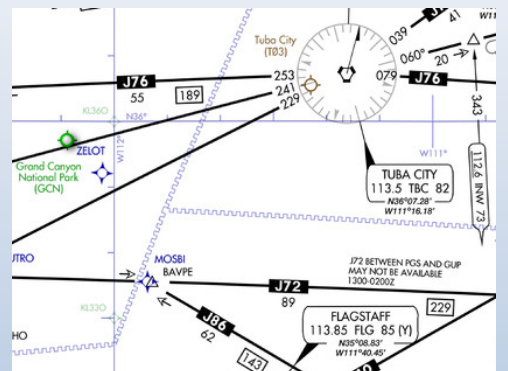 J
41
039
W11
060°
20
Tuba City
(T03)
253
079
J76
J76
55
189
241
229
343
KL36O
N36°
ZELOT
W112°
W111°
Grand Canyon
National Park
(GCN)
TUBA CITY
113.5 TBC 82
N36°07.28'
W111°16.18'
112.6 INW 73
JTRO
MOSBI
BAVPE
J72 BETWEEN PGS AND GUP
MAY NOT BE AVAILABLE
1300-0200Z
J72
89
229
KL33O
J86
62
FLAGSTAFF
113.85 FLG 85 (Y)
N35°08.83'
W111°40.45'
HO
143